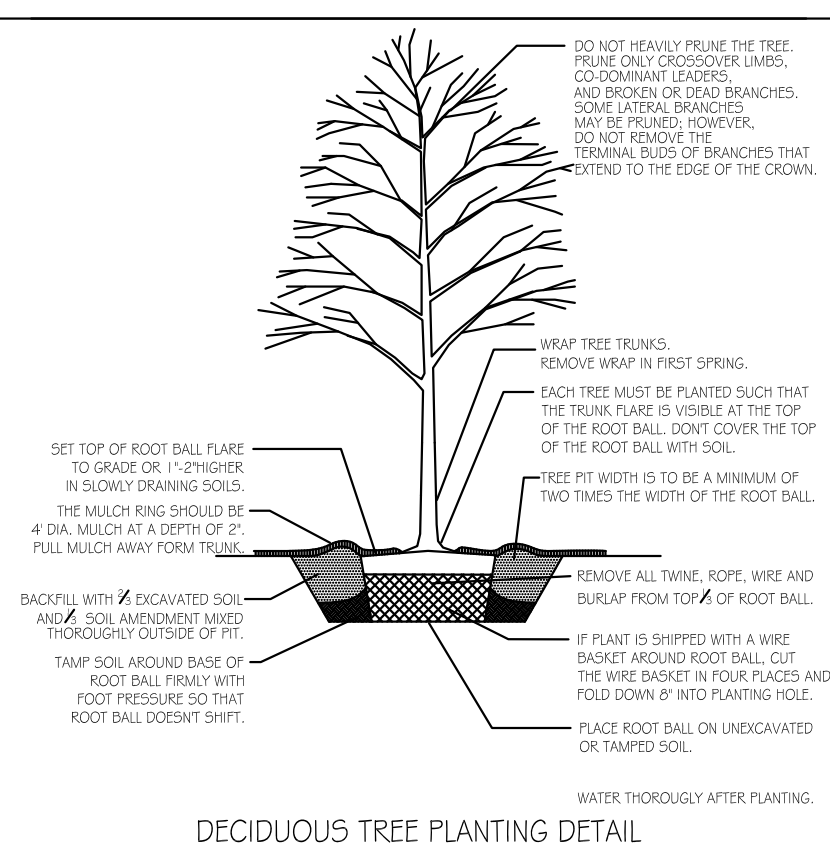 DO NOT HEAVILY PRUNE THE TREE.
PRUNE ONLY CROSSOVER LIMBS,
CO-DOMINANT LEADERS,
AND BROKEN OR DEAD BRANCHES.
SOME LATERAL BRANCHES
MAY BE PRUNED; HOWEVER,
DO NOT REMOVE THE
TERMINAL BUDS OF BRANCHES THAT
EXTEND TO THE EDGE OF THE CROWN.
WRAP TREE TRUNKS.
REMOVE WRAP IN FIRST SPRING.
EACH TREE MUST BE PLANTED SUCH THAT
THE TRUNK FLARE IS VISIBLE AT THE TOP
OF THE ROOT BALL. DON'T COVER THE TOP
OF THE ROOT BALL WITH SOIL.
TREE PIT WIDTH IS TO BE A MINIMUM OF
TWO TIMES THE WIDTH OF THE ROOT BALL.
REMOVE ALL TWINE, ROPE, WIRE AND
BURLAP FROM TOP ⅓ OF ROOT BALL.
IF PLANT IS SHIPPED WITH A WIRE
BASKET AROUND ROOT BALL, CUT
THE WIRE BASKET IN FOUR PLACES AND
FOLD DOWN 8" INTO PLANTING HOLE.
PLACE ROOT BALL ON UNEXCAVATED
OR TAMPED SOIL.
WATER THOROUGLY AFTER PLANTING.
SET TOP OF ROOT BALL FLARE
TO GRADE OR 1"-2"HIGHER
IN SLOWLY DRAINING SOILS.
THE MULCH RING SHOULD BE
4' DIA. MULCH AT A DEPTH OF 2".
PULL MULCH AWAY FORM TRUNK.
BACKFILL WITH ⅔ EXCAVATED SOIL
AND ⅓ SOIL AMENDMENT MIXED
THOROUGHLY OUTSIDE OF PIT.
TAMP SOIL AROUND BASE OF
ROOT BALL FIRMLY WITH
FOOT PRESSURE SO THAT
ROOT BALL DOESN'T SHIFT.
DECIDUOUS TREE PLANTING DETAIL